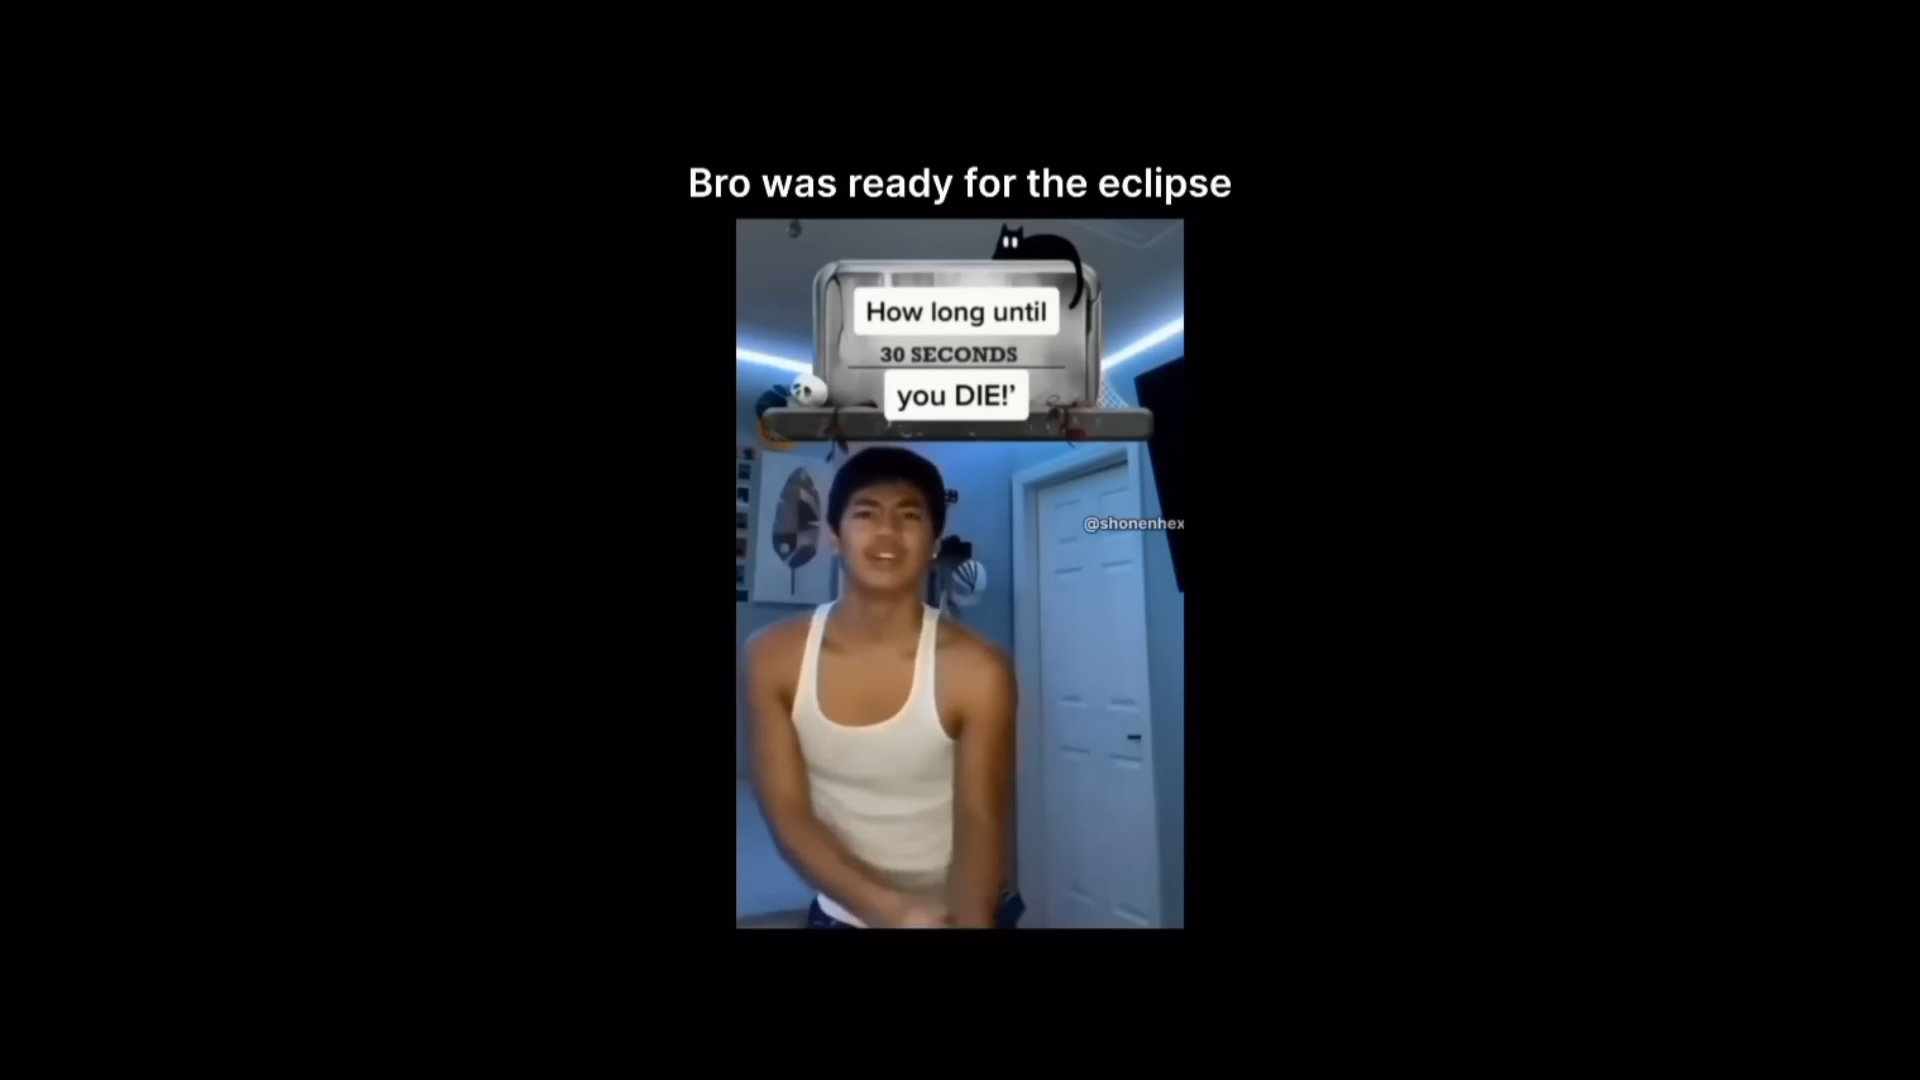 Bro was ready for the eclipse
How long until
30 SECONDS
you DIE!’
@shonenhex